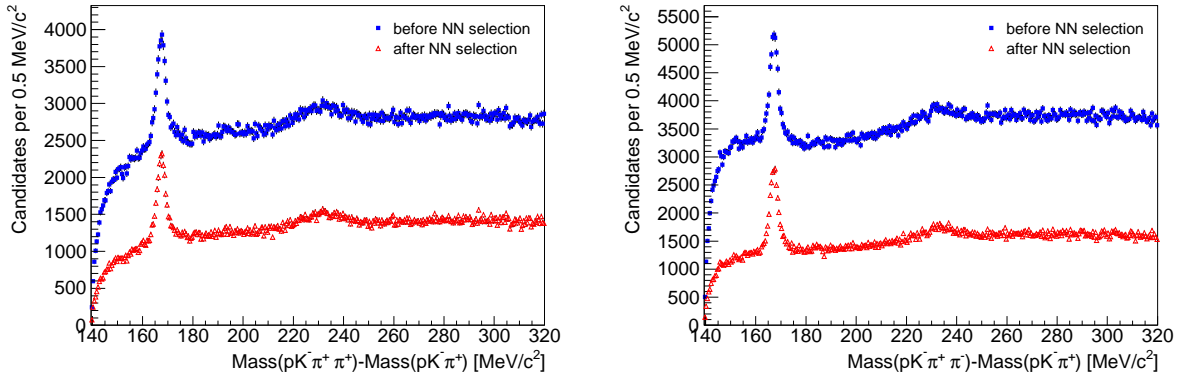 Candidates per 0.5 MeV/c²
4000
3500
3000
2500
2000
1500
1000
500
0
before NN selection
after NN selection
140 160 180 200 220 240 260 280 300 320
Mass(pK⁻π⁺ π⁺)-Mass(pK⁻π⁺) [MeV/c²]
Candidates per 0.5 MeV/c²
5500
5000
4500
4000
3500
3000
2500
2000
1500
1000
500
0
before NN selection
after NN selection
140 160 180 200 220 240 260 280 300 320
Mass(pK⁻π⁺ π⁻)-Mass(pK⁻π⁺) [MeV/c²]